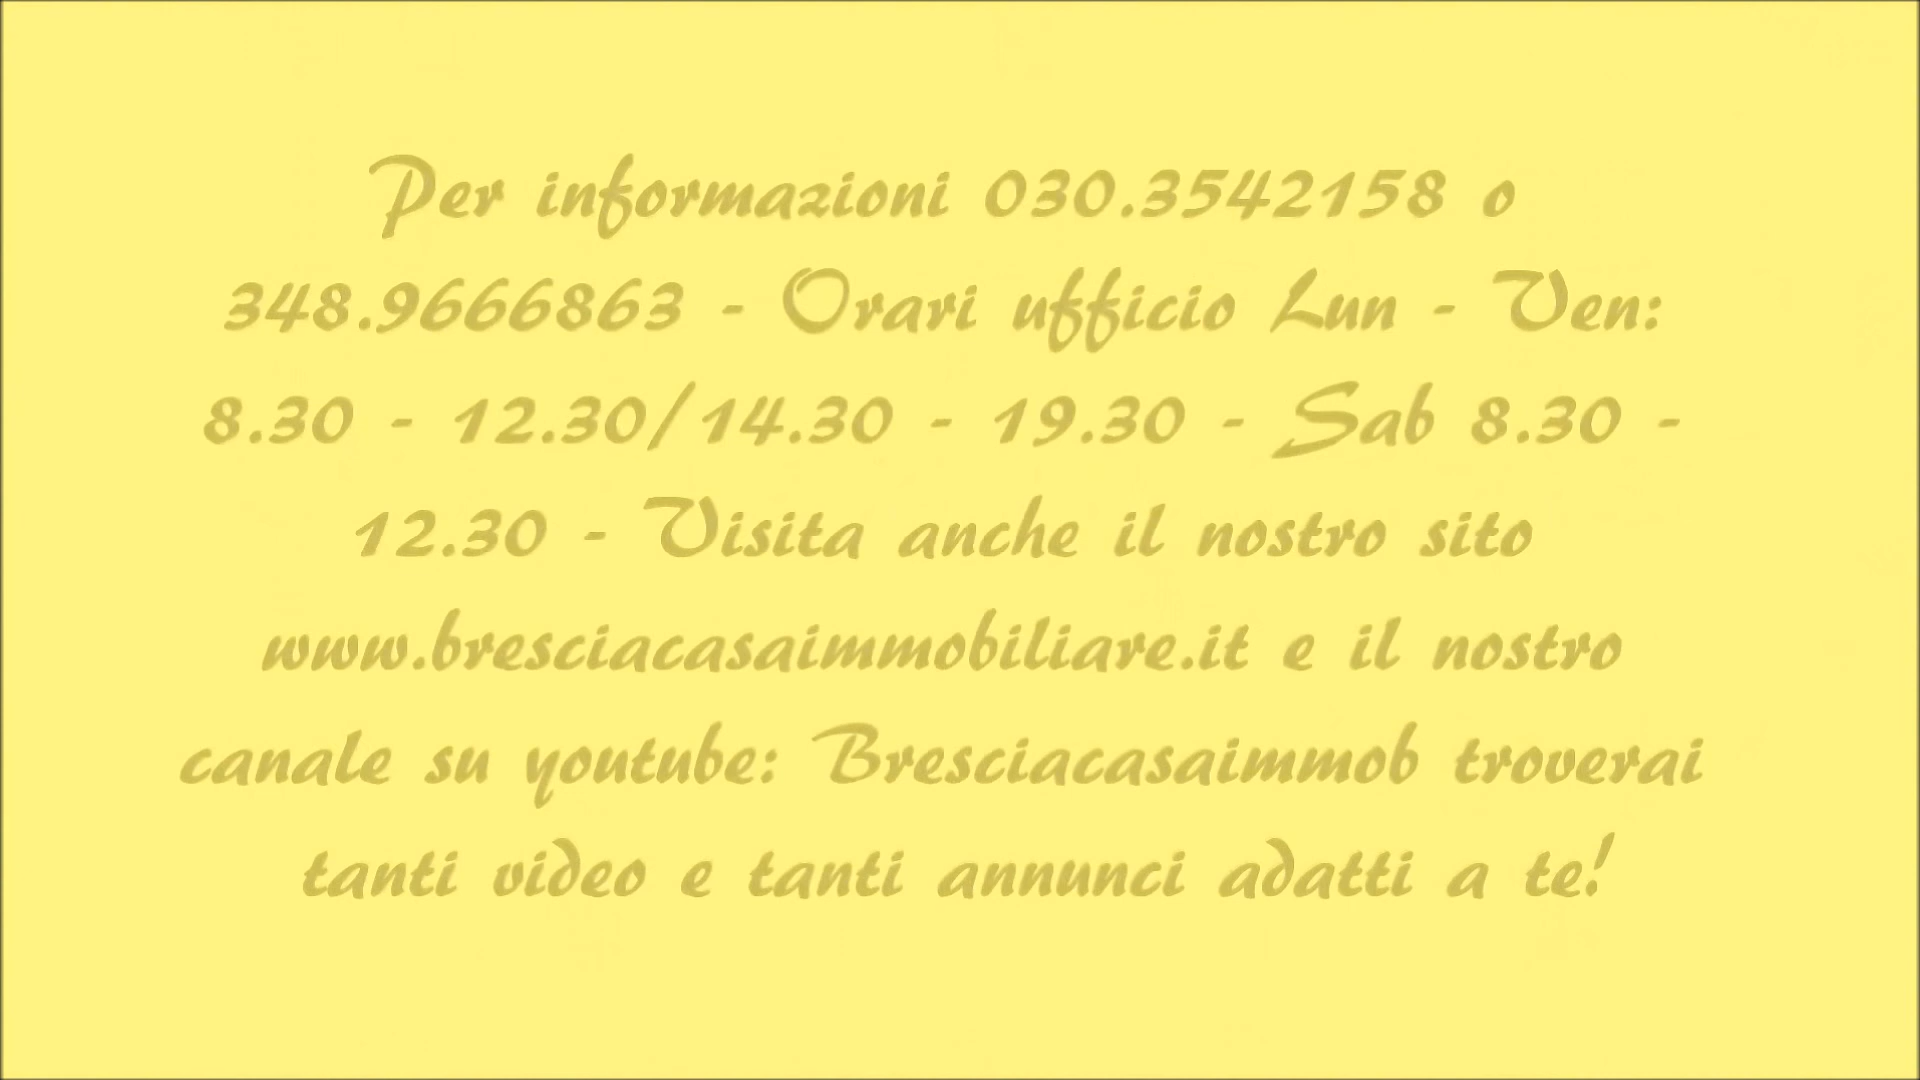 Per informazioni 030.3542158 o
348.9666863 - Orari ufficio Lun - Ven:
8.30 - 12.30/14.30 - 19.30 - Sab 8.30 -
12.30 - Visita anche il nostro sito
www.bresciacasaimmobiliare.it e il nostro
canale su youtube: Bresciacasaimmob troverai
tanti video e tanti annunci adatti a te!